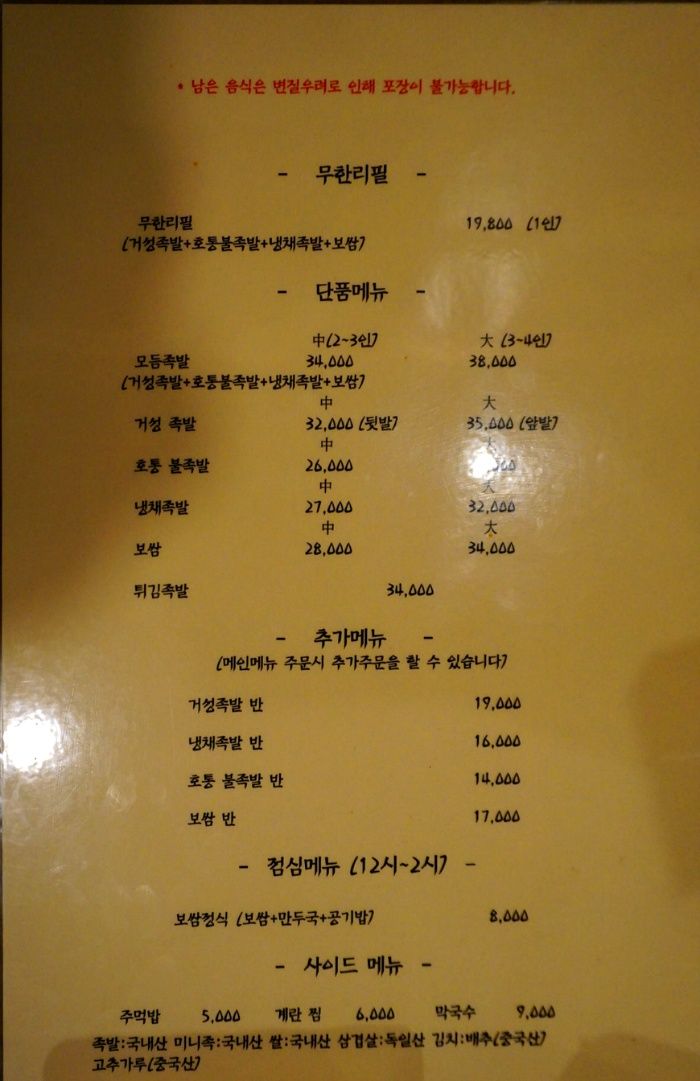 * 남은 음식은 변질우려로 인해 포장이 불가능합니다.
- 무한리필 -
무한리필 19,800 (1인)
(거성족발+호통불족발+냉채족발+보쌈)
- 단품메뉴 -
中(2~3인) 大 (3~4인)
모듬족발 34,000 38,000
(거성족발+호통불족발+냉채족발+보쌈)
中 大
거성 족발 32,000 (뒷발) 35,000 (앞발)
中 大
호통 불족발 26,000
中 大
냉채족발 27,000 32,000
中 大
보쌈 28,000 34,000
튀김족발 34,000
- 추가메뉴 -
(메인메뉴 주문시 추가주문을 할 수 있습니다)
거성족발 반 19,000
냉채족발 반 16,000
호통 불족발 반 14,000
보쌈 반 17,000
- 점심메뉴 (12시~2시) -
보쌈정식 (보쌈+만두국+공기밥) 8,000
- 사이드 메뉴 -
주먹밥 5,000 계란 찜 6,000 막국수 9,000
족발:국내산 미니족:국내산 쌀:국내산 삼겹살:독일산 김치:배추(중국산)
고추가루(중국산)